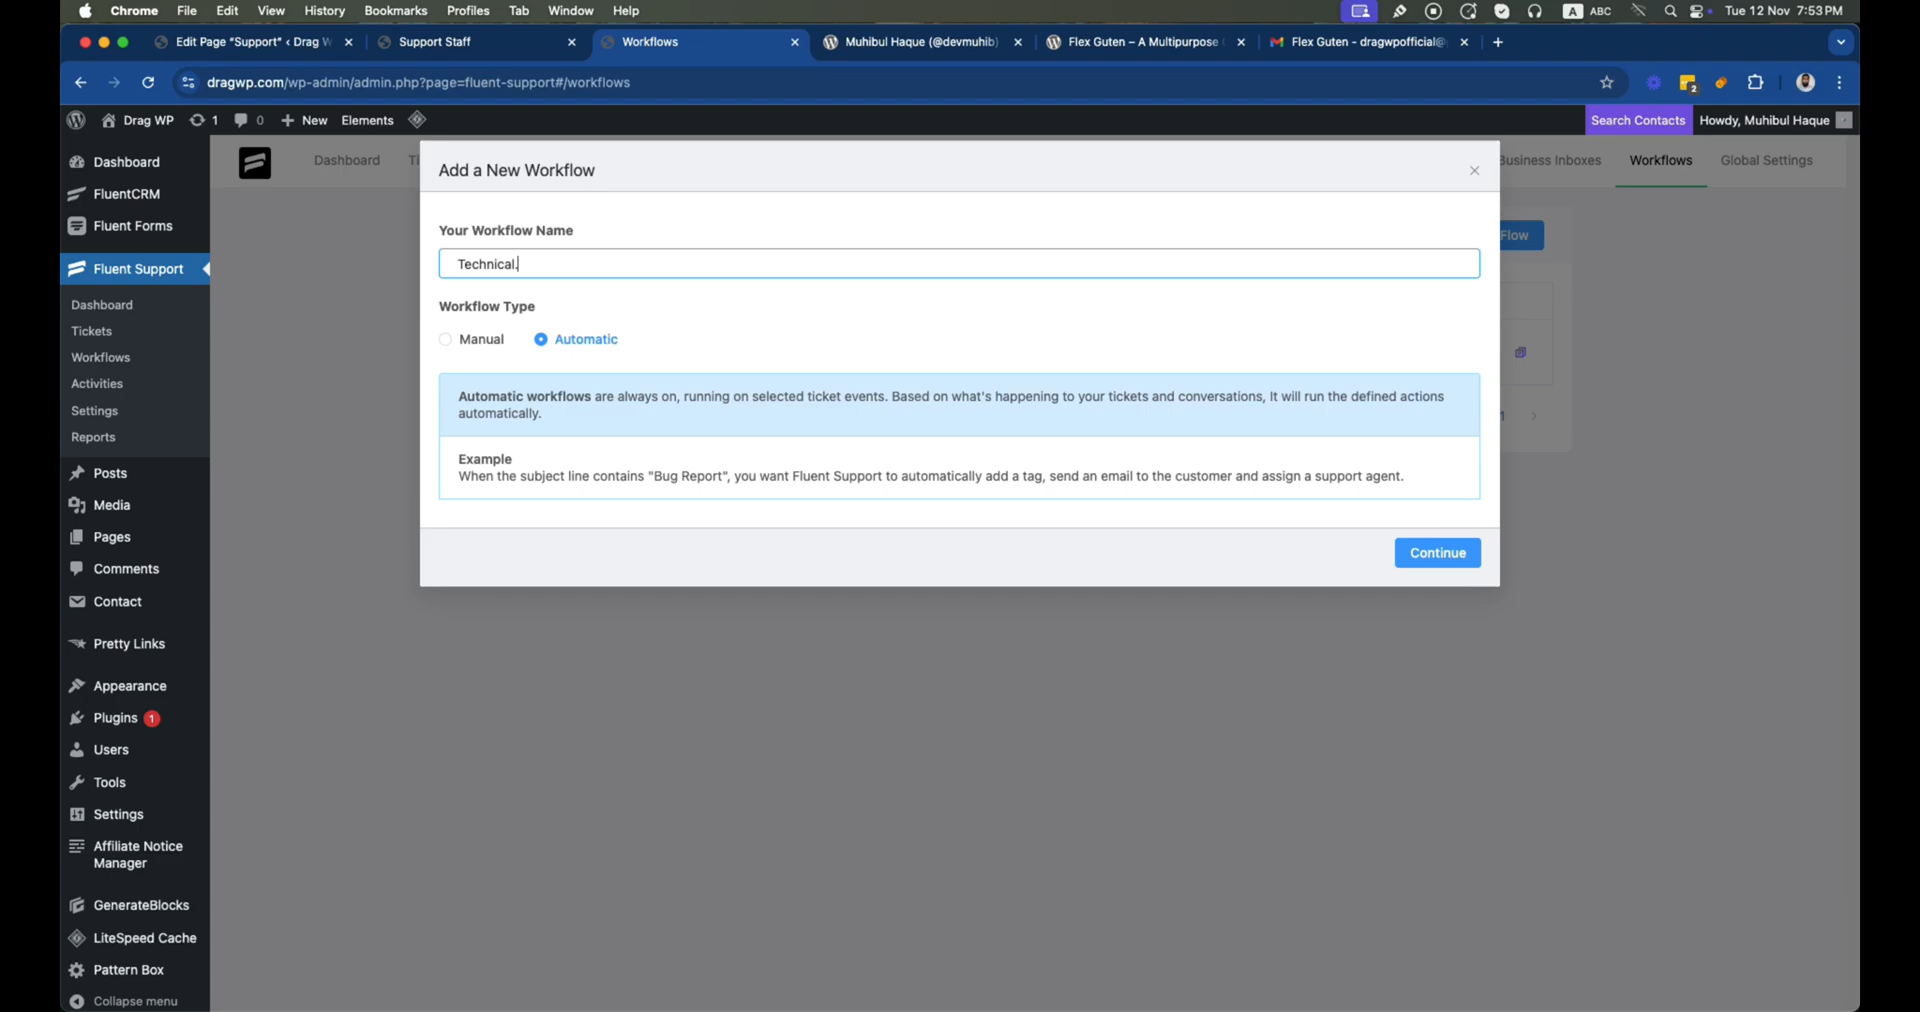 Chrome File Edit View History Bookmarks Profiles Tab Window Help
A ABC Tue 12 Nov 7:53 PM
Edit Page “Support” ‹ Drag W
Support Staff
Workflows
Muhibul Haque (@devmuhib)
Flex Guten – A Multipurpose
Flex Guten - dragwpofficial@
dragwp.com/wp-admin/admin.php?page=fluent-support#/workflows
2
Drag WP 1 0 New Elements
Search Contacts Howdy, Muhibul Haque
Dashboard
FluentCRM
Fluent Forms
Fluent Support
Dashboard
Tickets
Workflows
Activities
Settings
Reports
Posts
Media
Pages
Comments
Contact
Pretty Links
Appearance
Plugins 1
Users
Tools
Settings
Affiliate Notice
Manager
GenerateBlocks
LiteSpeed Cache
Pattern Box
Collapse menu
Dashboard Ti
Business Inboxes Workflows Global Settings
Flow
1
Add a New Workflow
Your Workflow Name
Technical.
Workflow Type
Manual Automatic
Automatic workflows are always on, running on selected ticket events. Based on what's happening to your tickets and conversations, It will run the defined actions
automatically.
Example
When the subject line contains "Bug Report", you want Fluent Support to automatically add a tag, send an email to the customer and assign a support agent.
Continue